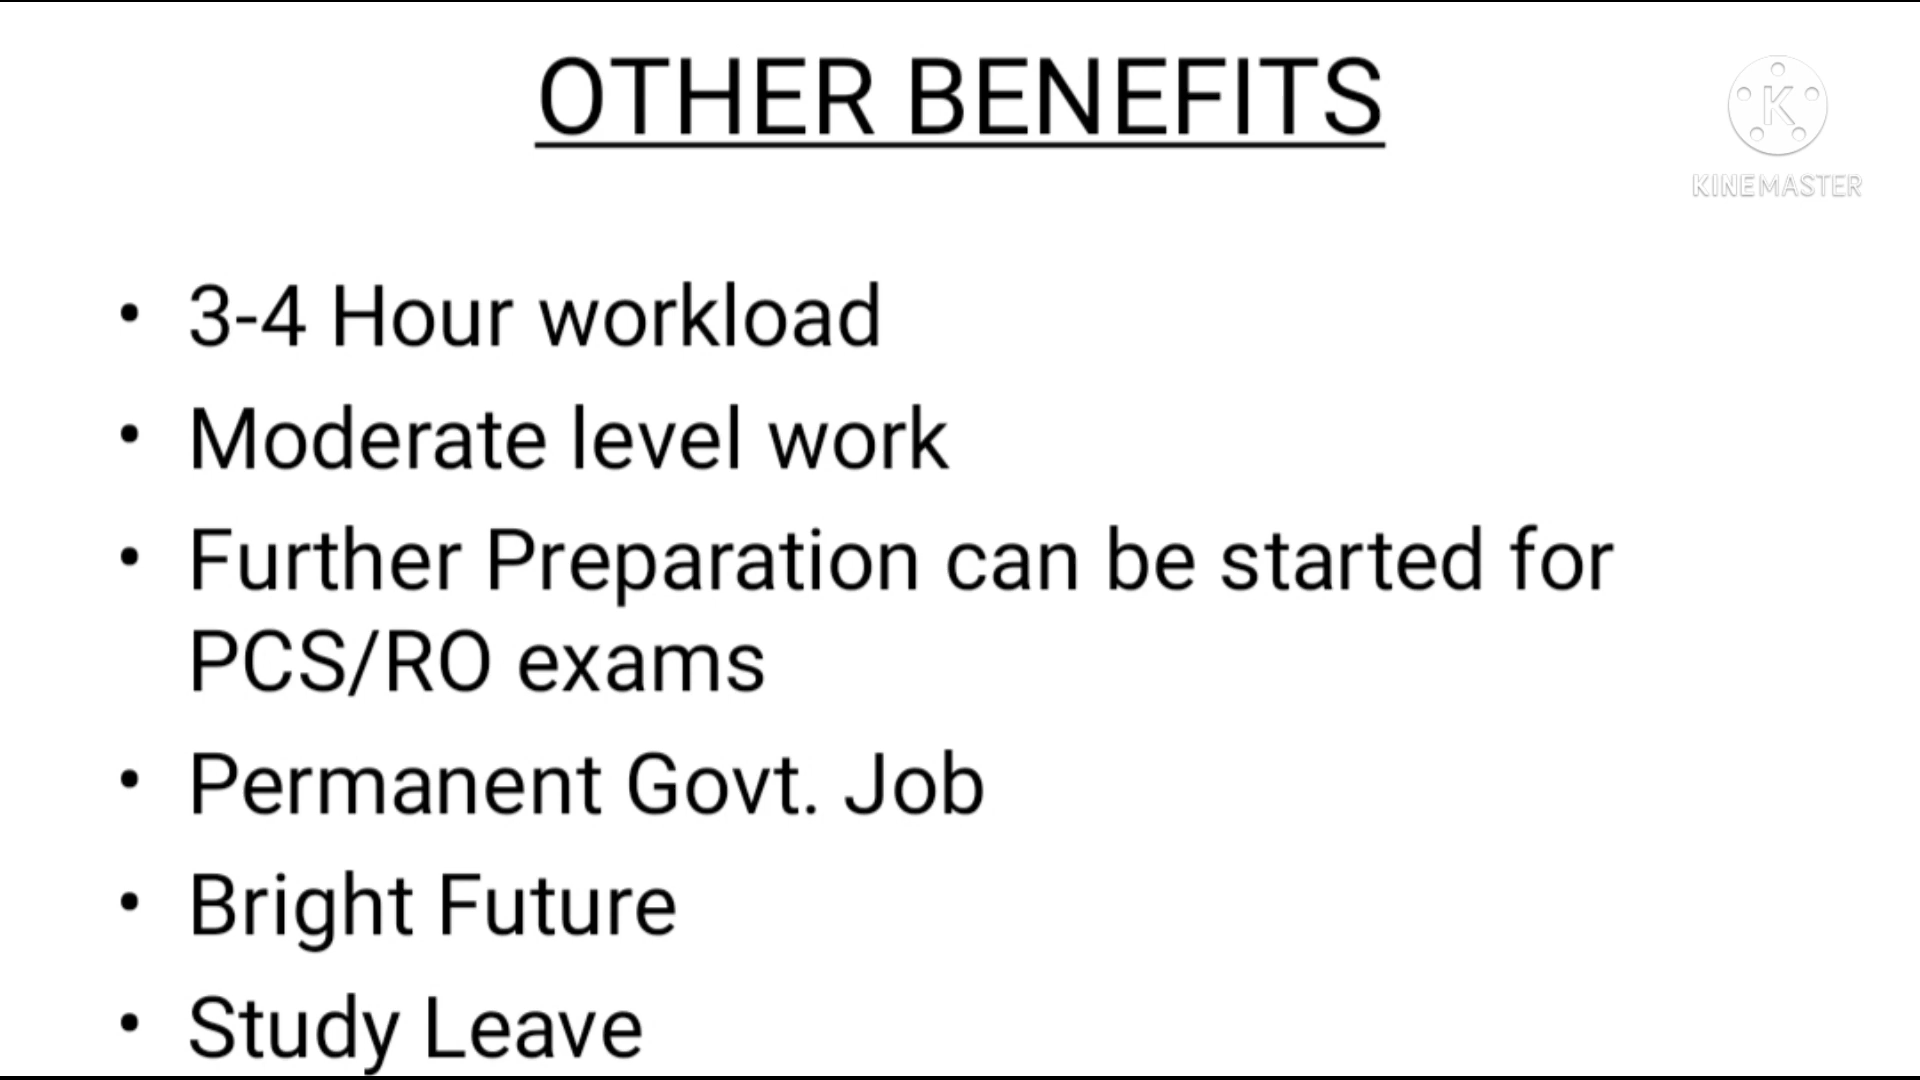 OTHER BENEFITS
K
KINEMASTER
• 3-4 Hour workload
• Moderate level work
• Further Preparation can be started for
PCS/RO exams
• Permanent Govt. Job
• Bright Future
• Study Leave